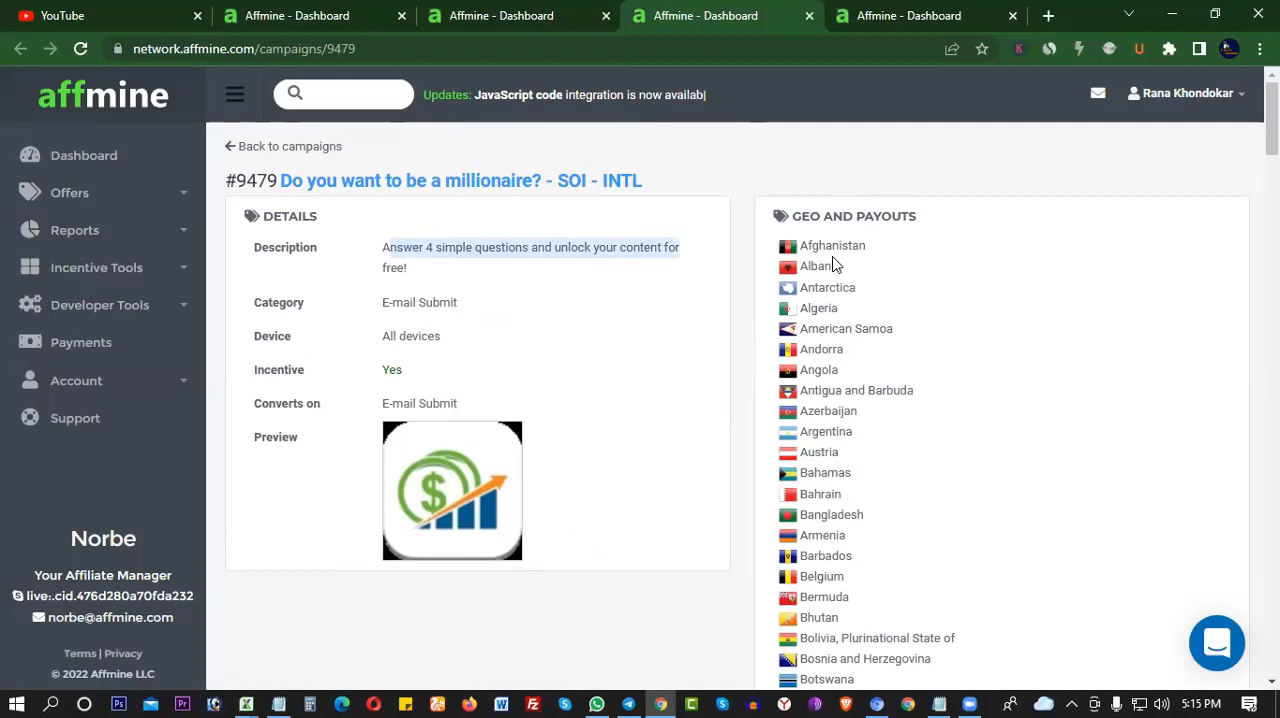 YouTube
Affmine - Dashboard
Affmine - Dashboard
Affmine - Dashboard
Affmine - Dashboard
network.affmine.com/campaigns/9479
affmine
Updates: JavaScript code integration is now availab|
Rana Khondokar
Dashboard
Offers
Reports
Incentive Tools
Developer Tools
Payments
Account
Support
Norbe
Your Affiliate Manager
live:.cid.476d280a70fda232
norbe@affmine.com
Terms | Privacy
© 2022 Affmine LLC
Back to campaigns
#9479 Do you want to be a millionaire? - SOI - INTL
DETAILS
Description Answer 4 simple questions and unlock your content for
free!
Category E-mail Submit
Device All devices
Incentive Yes
Converts on E-mail Submit
Preview
GEO AND PAYOUTS
Afghanistan
Alban
Antarctica
Algeria
American Samoa
Andorra
Angola
Antigua and Barbuda
Azerbaijan
Argentina
Austria
Bahamas
Bahrain
Bangladesh
Armenia
Barbados
Belgium
Bermuda
Bhutan
Bolivia, Plurinational State of
Bosnia and Herzegovina
Botswana
5:15 PM